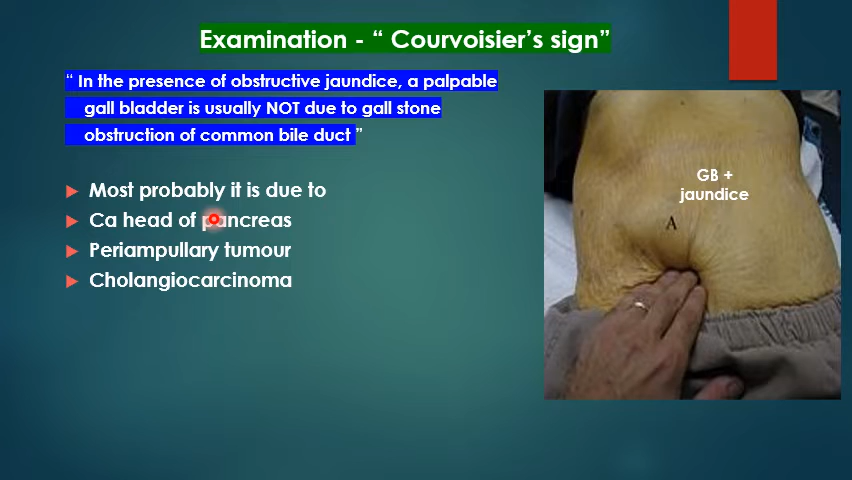 Examination - “ Courvoisier’s sign”
“ In the presence of obstructive jaundice, a palpable
gall bladder is usually NOT due to gall stone
obstruction of common bile duct ”
Most probably it is due to
Ca head of pancreas
Periampullary tumour
Cholangiocarcinoma
GB +
jaundice
A